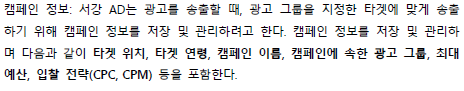 캠페인 정보: 서강 AD는 광고를 송출할 때, 광고 그룹을 지정한 타겟에 맞게 송출
하기 위해 캠페인 정보를 저장 및 관리하려고 한다. 캠페인 정보를 저장 및 관리하
며 다음과 같이 타겟 위치, 타겟 연령, 캠페인 이름, 캠페인에 속한 광고 그룹, 최대
예산, 입찰 전략(CPC, CPM) 등을 포함한다.